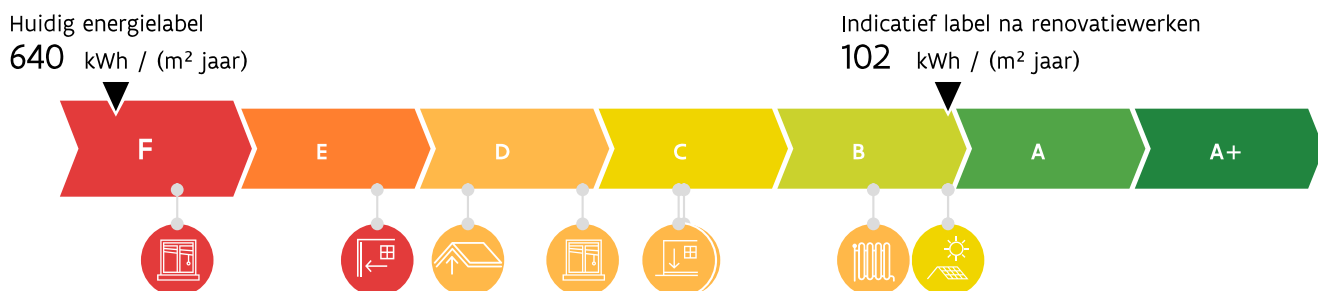 Huidig energielabel
640 kWh / (m² jaar)
Indicatief label na renovatiewerken
102 kWh / (m² jaar)
F E D C B A A+